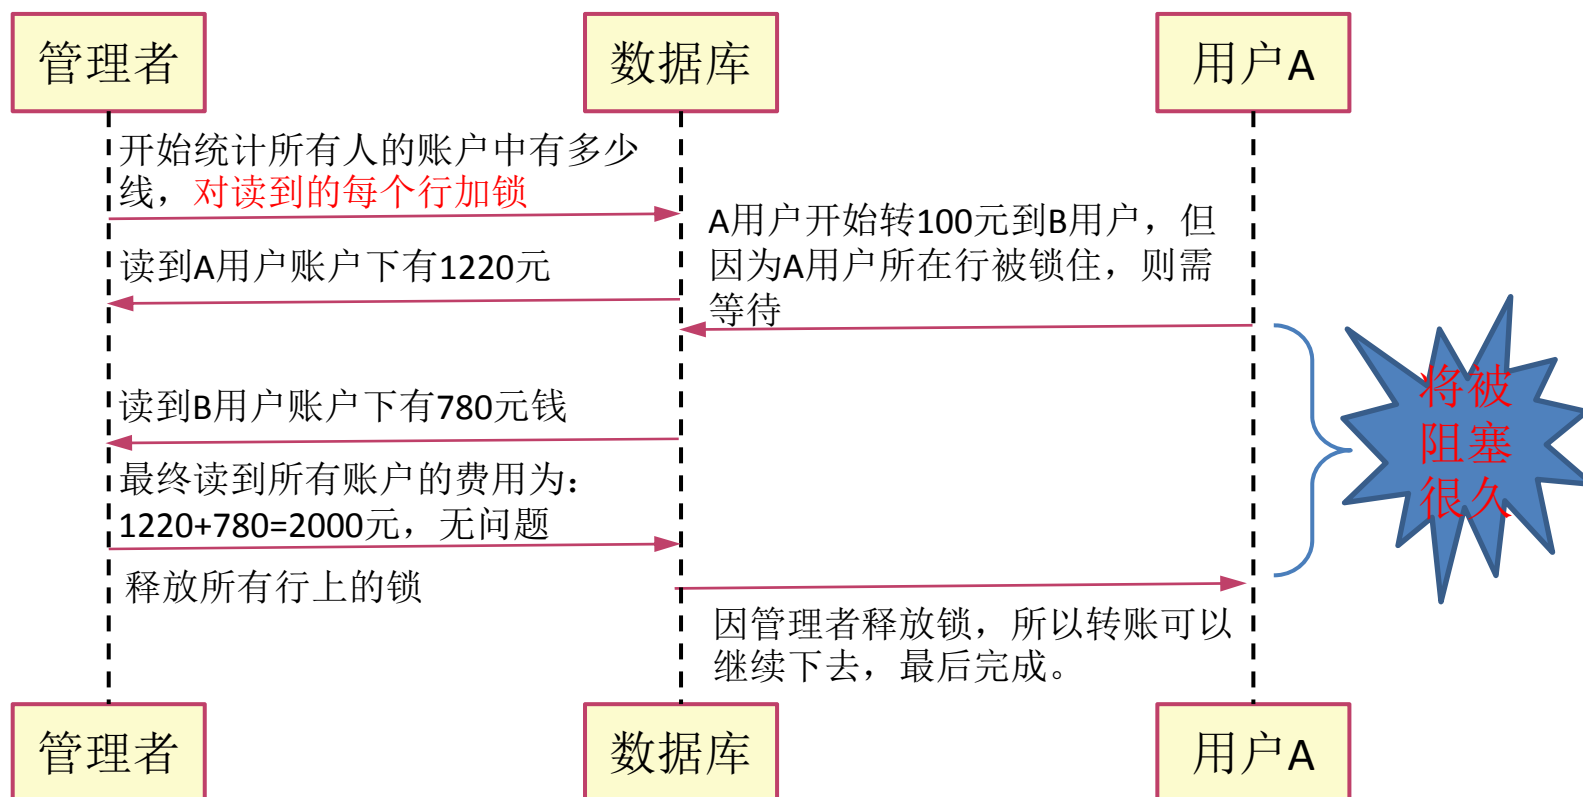 管理者
数据库
用户A
开始统计所有人的账户中有多少
线，对读到的每个行加锁
A用户开始转100元到B用户，但
因为A用户所在行被锁住，则需
等待
读到A用户账户下有1220元
将被
阻塞
很久
读到B用户账户下有780元钱
最终读到所有账户的费用为：
1220+780=2000元，无问题
释放所有行上的锁
因管理者释放锁，所以转账可以
继续下去，最后完成。
管理者
数据库
用户A